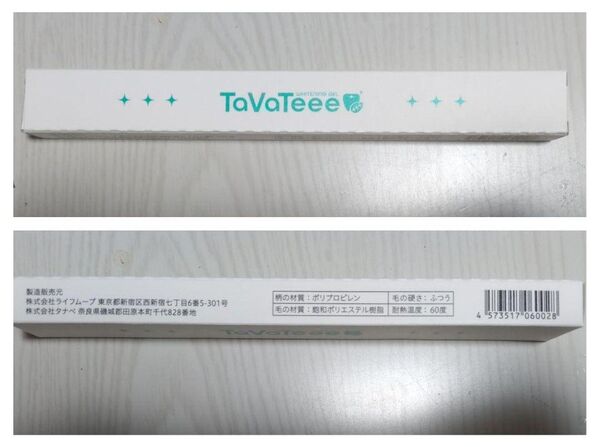 WHITENING GEL
TaVaTeee
製造販売元
株式会社ライフムーブ 東京都新宿区西新宿七丁目6番5-301号
株式会社タナベ 奈良県磯城郡田原本町千代828番地
柄の材質:ポリプロピレン 毛の硬さ:ふつう
毛の材質:飽和ポリエステル樹脂 耐熱温度:60度
4 573517 060028
TaVaTeee